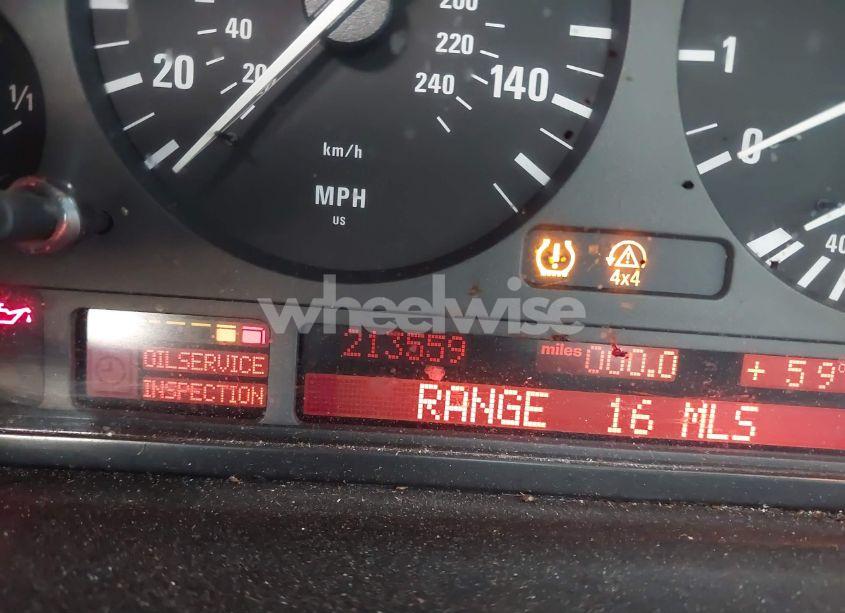 200
40
220
1
20
20
140
240
1/1
km/h
0
MPH
US
40
4x4
wheelwise
213559
miles 000.0
+59°
OILSERVICE
INSPECTION
RANGE 16 MLS